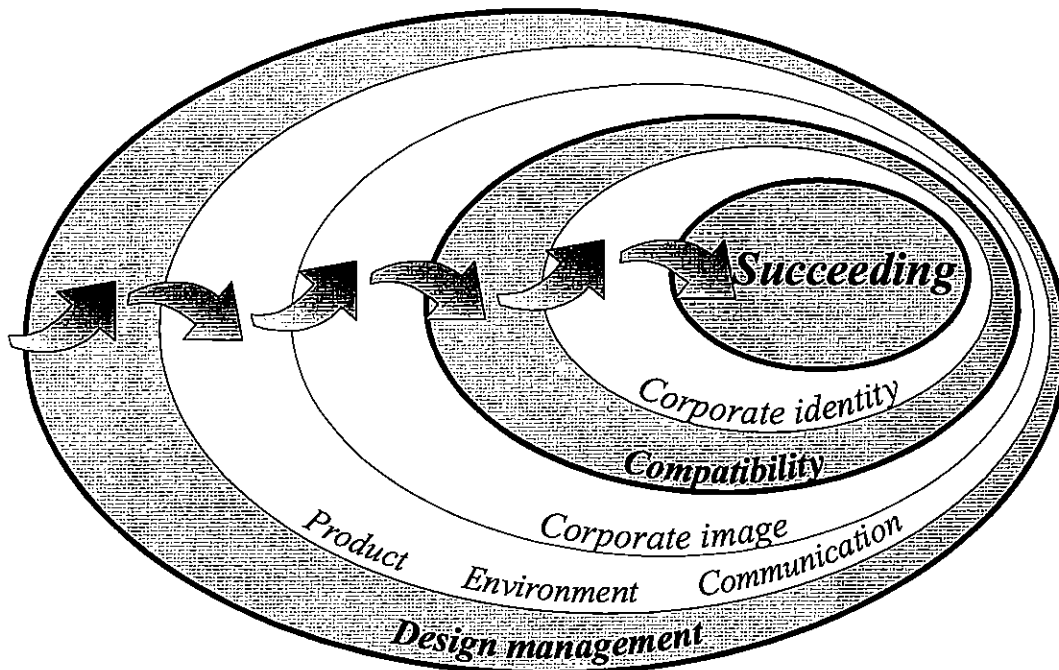 Succeeding
Corporate identity
Compatibility
Corporate image
Product Environment Communication
Design management